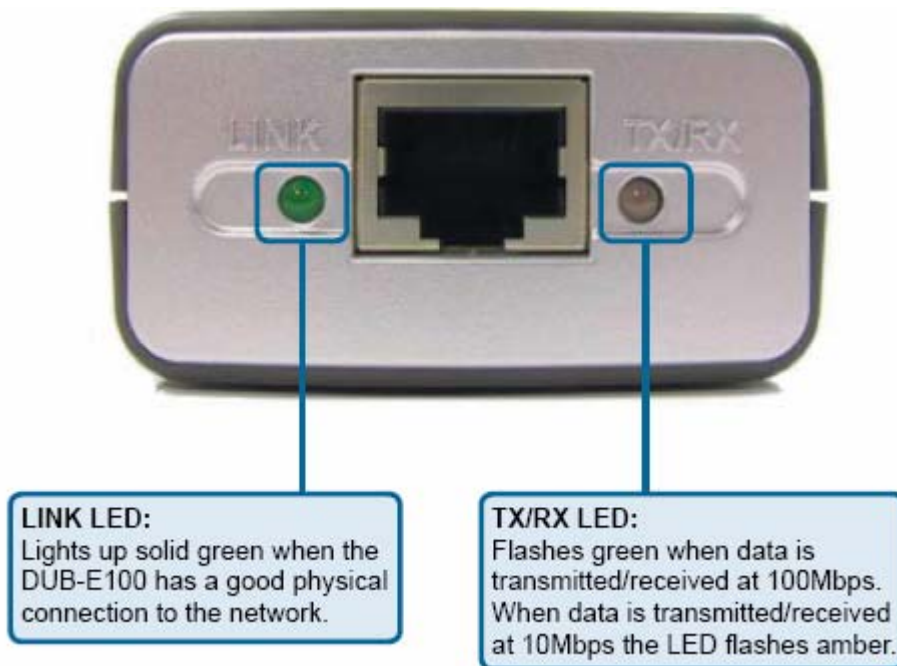 LINK TX/RX
LINK LED:
Lights up solid green when the
DUB-E100 has a good physical
connection to the network.
TX/RX LED:
Flashes green when data is
transmitted/received at 100Mbps.
When data is transmitted/received
at 10Mbps the LED flashes amber.